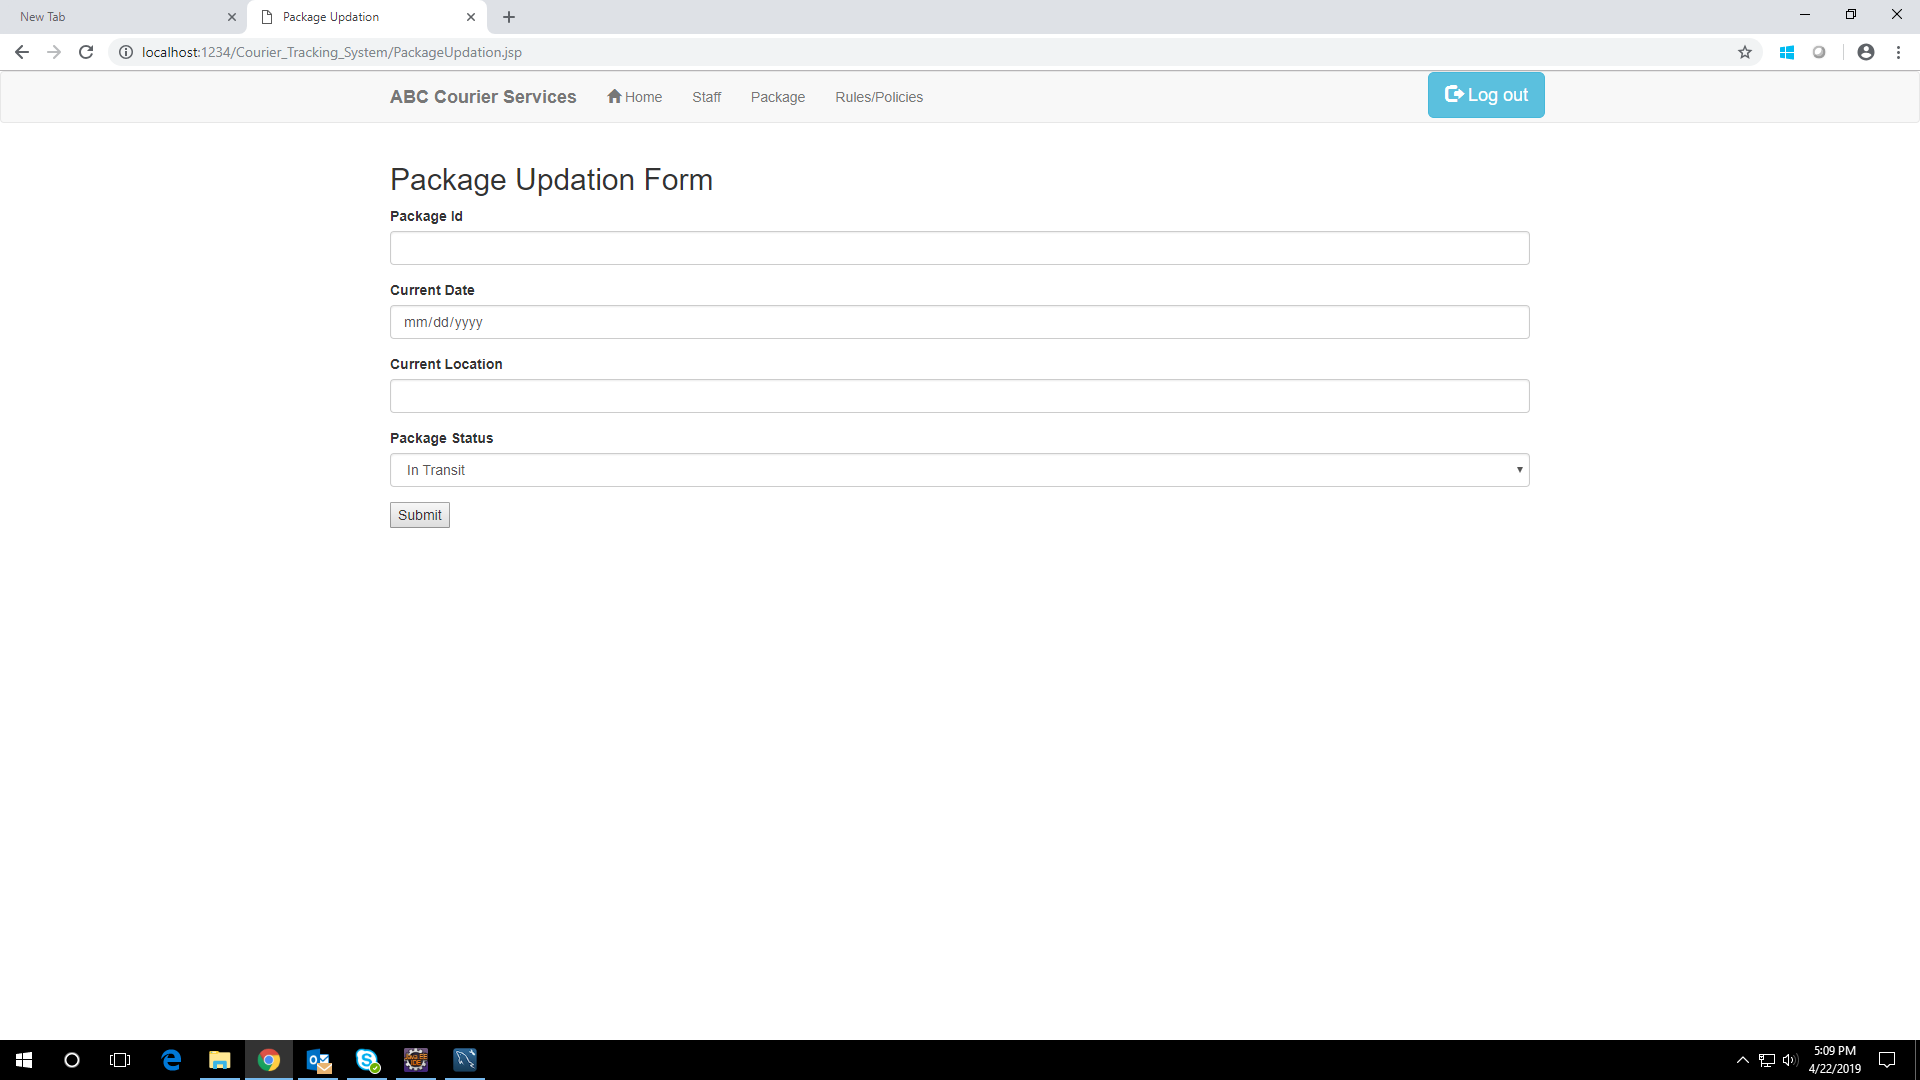 New Tab
Package Updation
localhost:1234/Courier_Tracking_System/PackageUpdation.jsp
ABC Courier Services Home Staff Package Rules/Policies Log out
Package Updation Form
Package Id
Current Date
mm/dd/yyyy
Current Location
Package Status
In Transit
Submit
5:09 PM
4/22/2019